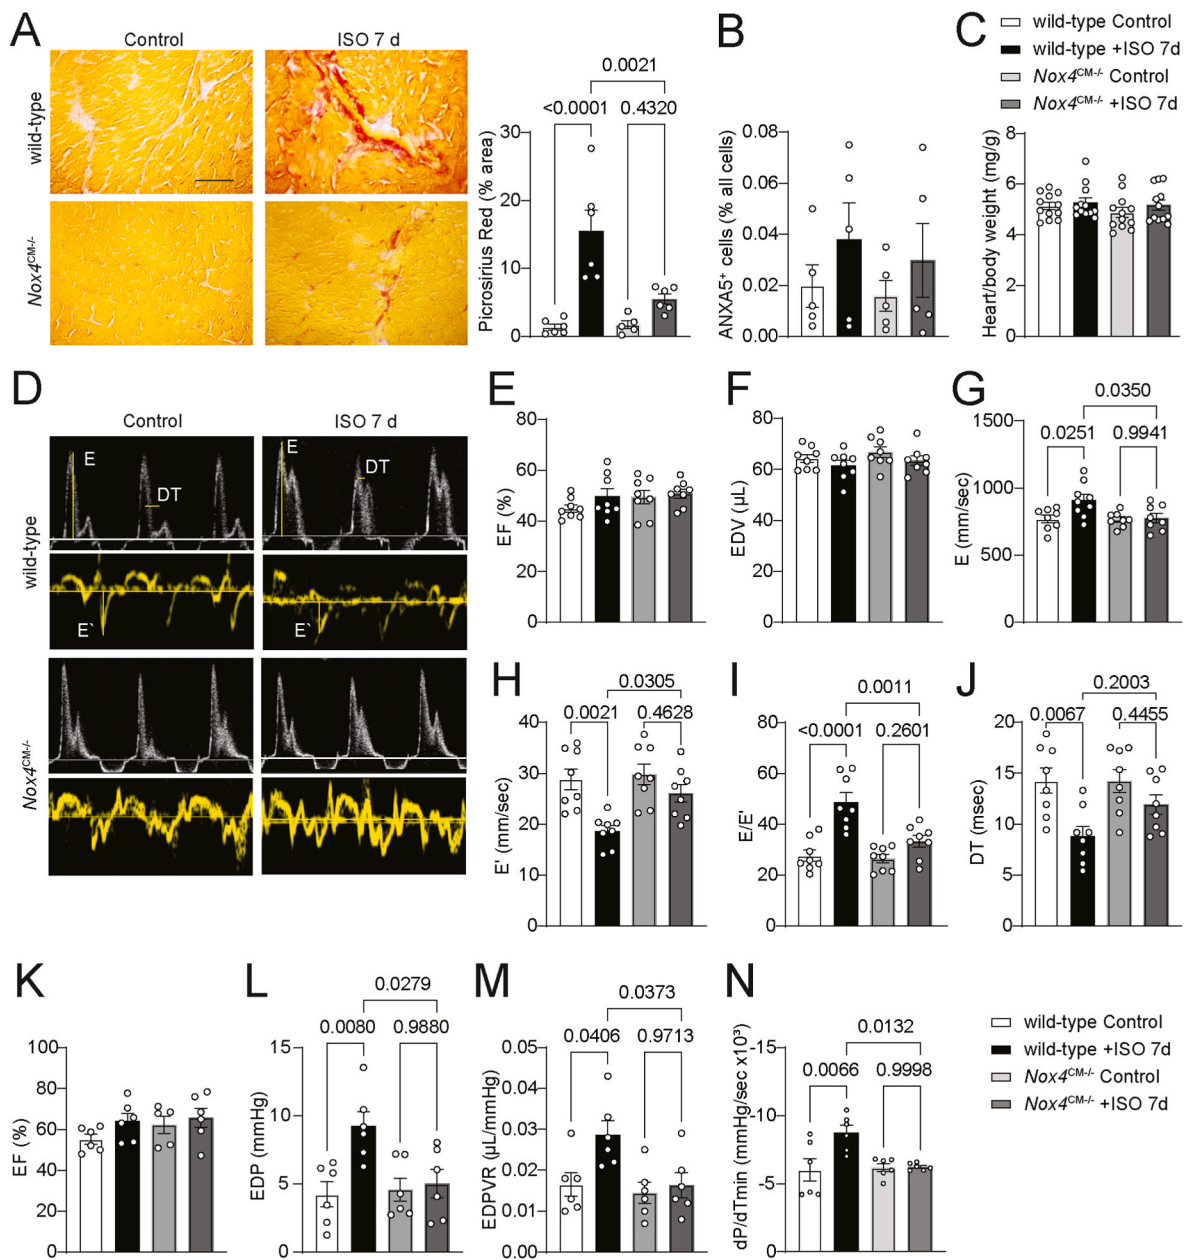 A
Control
ISO 7 d
wild-type
Nox4CM-/-
Picrosirius Red (% area)
30
20
10
0
<0.0001
0.4320
0.0021
B
ANXA5+ cells (% all cells)
0.08
0.06
0.04
0.02
0.00
C
wild-type Control
wild-type +ISO 7d
Nox4CM-/- Control
Nox4CM-/- +ISO 7d
Heart/body weight (mg/g)
8
6
4
2
0
D
Control
ISO 7 d
wild-type
Nox4CM-/-
E
DT
E
DT
E`
E`
E
EF (%)
80
60
40
20
0
F
EDV (µL)
80
60
40
20
0
G
E (mm/sec)
1500
1000
500
0
0.0350
0.0251
0.9941
H
E' (mm/sec)
40
30
20
10
0
0.0305
0.0021
0.4628
I
E/E'
80
60
40
20
0
0.0011
<0.0001
0.2601
J
DT (msec)
20
15
10
5
0
0.2003
0.0067
0.4455
K
EF (%)
100
80
60
40
20
0
L
EDP (mmHg)
15
10
5
0
0.0279
0.0080
0.9880
M
EDPVR (µL/mmHg)
0.05
0.04
0.03
0.02
0.01
0.00
0.0373
0.0406
0.9713
N
dP/dTmin (mmHg/sec x10³)
-15
-10
-5
0
0.0132
0.0066
0.9998
wild-type Control
wild-type +ISO 7d
Nox4CM-/- Control
Nox4CM-/- +ISO 7d